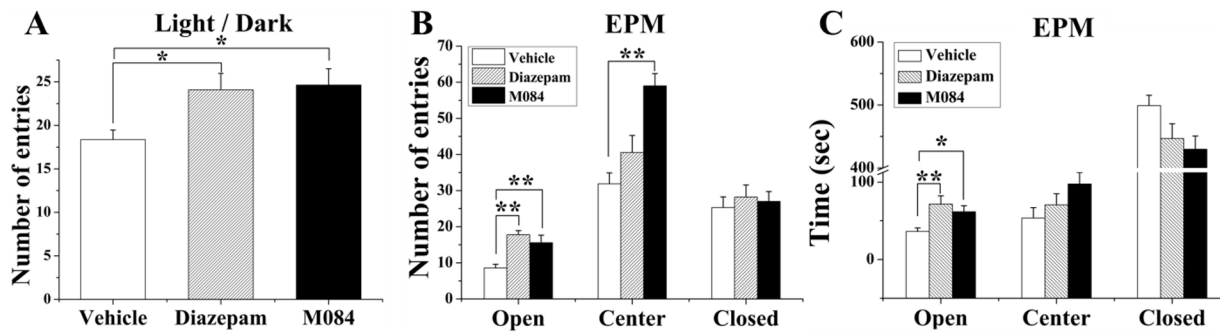 A
Light / Dark
*
*
Number of entries
25
20
15
10
5
0
Vehicle
Diazepam
M084
B
EPM
Vehicle
Diazepam
M084
**
**
**
Number of entries
70
60
50
40
30
20
10
0
Open
Center
Closed
C
EPM
Vehicle
Diazepam
M084
*
**
Time (sec)
600
500
400
100
0
Open
Center
Closed